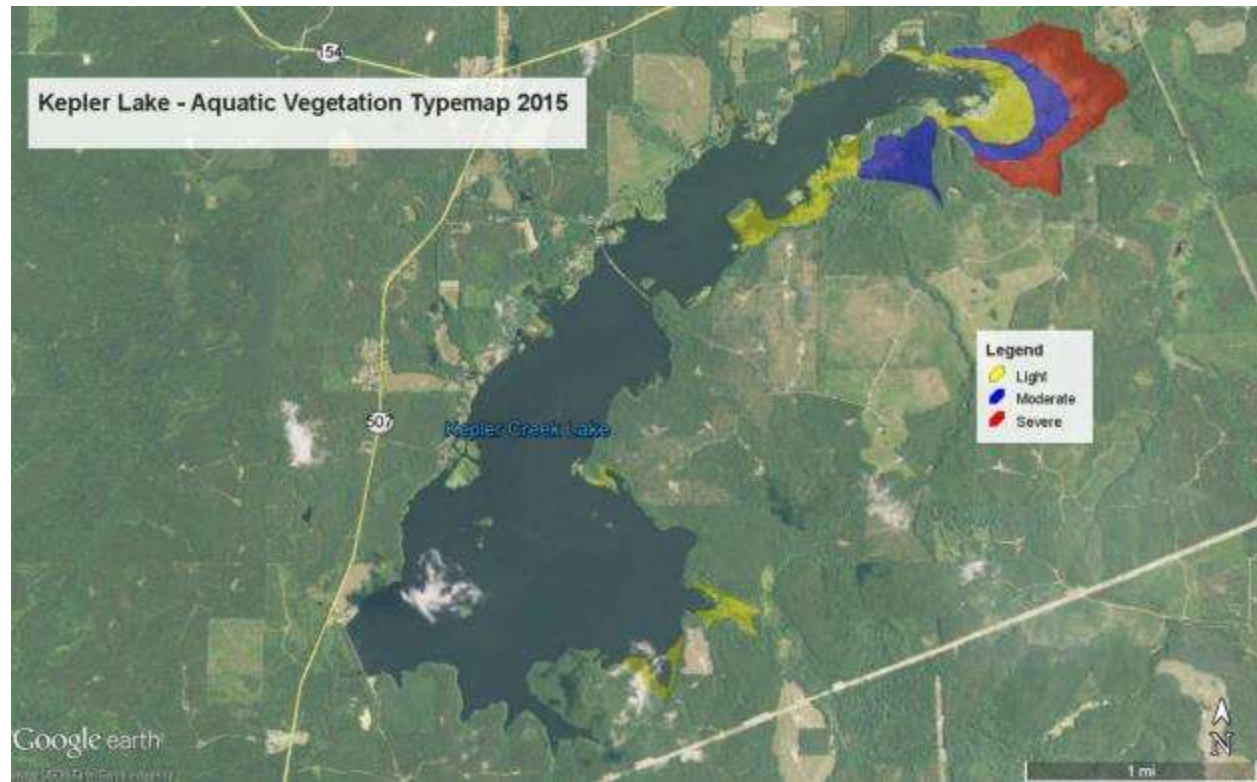 154
Kepler Lake - Aquatic Vegetation Typemap 2015
Legend
Light
Moderate
Severe
507
Kepler Creek Lake
N
Google earth
1 mi